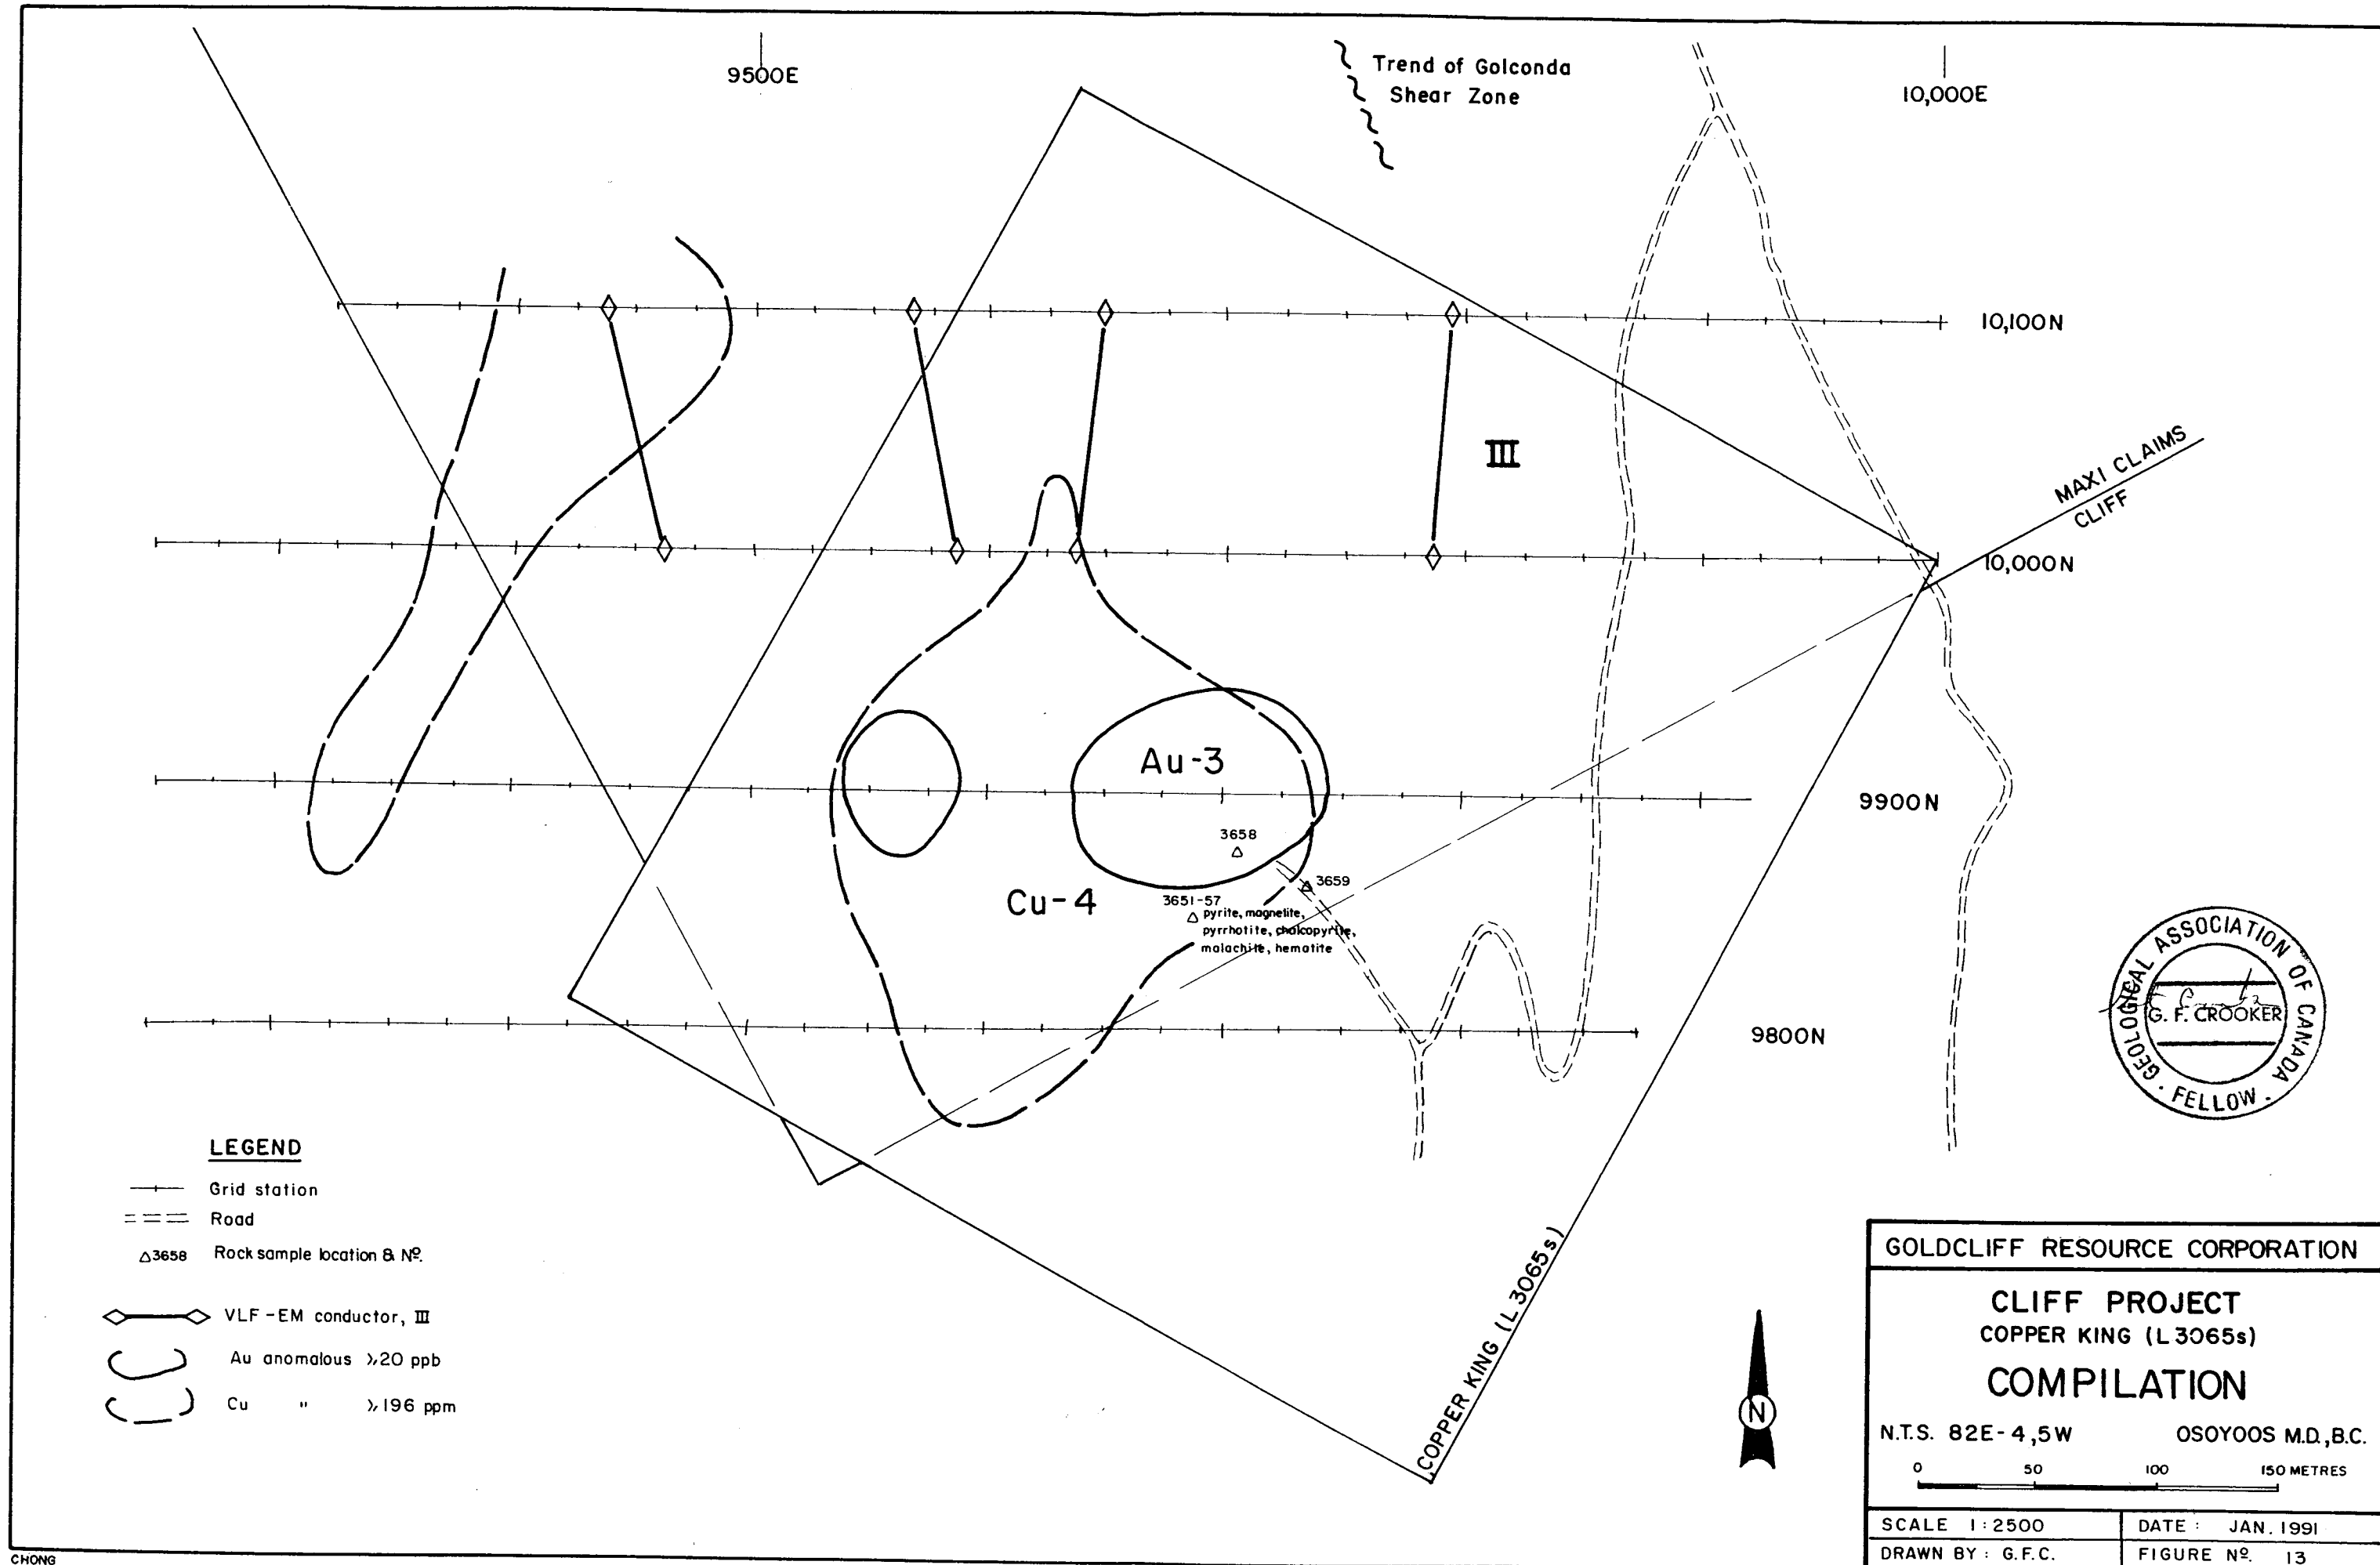 9500E
Trend of Golconda
Shear Zone
10,000E
10,100N
III
MAXI CLAIMS
CLIFF
10,000N
Au-3
9900N
3658
Cu-4
3659
3651-57
pyrite, magnetite,
pyrrhotite, chalcopyrite,
malachite, hematite
9800N
GEOLOGICAL ASSOCIATION OF CANADA
G. F. CROOKER
· FELLOW ·
LEGEND
Grid station
Road
3658 Rock sample location & Nº.
VLF-EM conductor, III
Au anomalous ⩾20 ppb
Cu " ⩾196 ppm
COPPER KING (L 3065s)
N
GOLDCLIFF RESOURCE CORPORATION
CLIFF PROJECT
COPPER KING (L 3065s)
COMPILATION
N.T.S. 82E-4,5W OSOYOOS M.D.,B.C.
0 50 100 150 METRES
SCALE 1:2500 DATE: JAN. 1991
DRAWN BY: G.F.C. FIGURE Nº. 13
CHONG